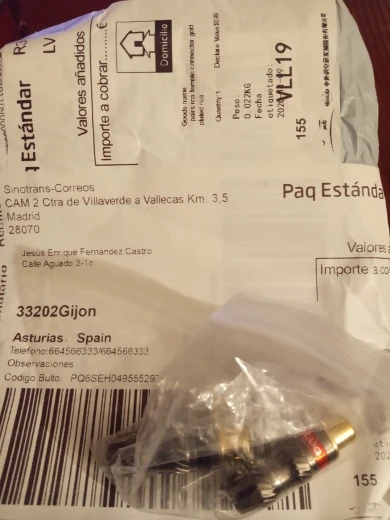 Paq Estándar
Valores añadidos
Importe a cobrar.........€
Domicilio
Goods name
pairs rca female connector gold
plated rca
Quantity 1
Declare Value
Peso
0.022KG
Fecha
etiquetado:
VLL19
155
Sinotrans-Correos
CAM 2 Ctra de Villaverde a Vallecas Km. 3,5
Madrid
28070
Jesús Enrique Fernandez Castro
Calle Aguado 3-1c
33202Gijon
Asturias Spain
Telefono:664566333/664566333
Observaciones
Codigo Bulto. PQ6SEH0495552
Paq Estánda
Valores a
Importe a co
155